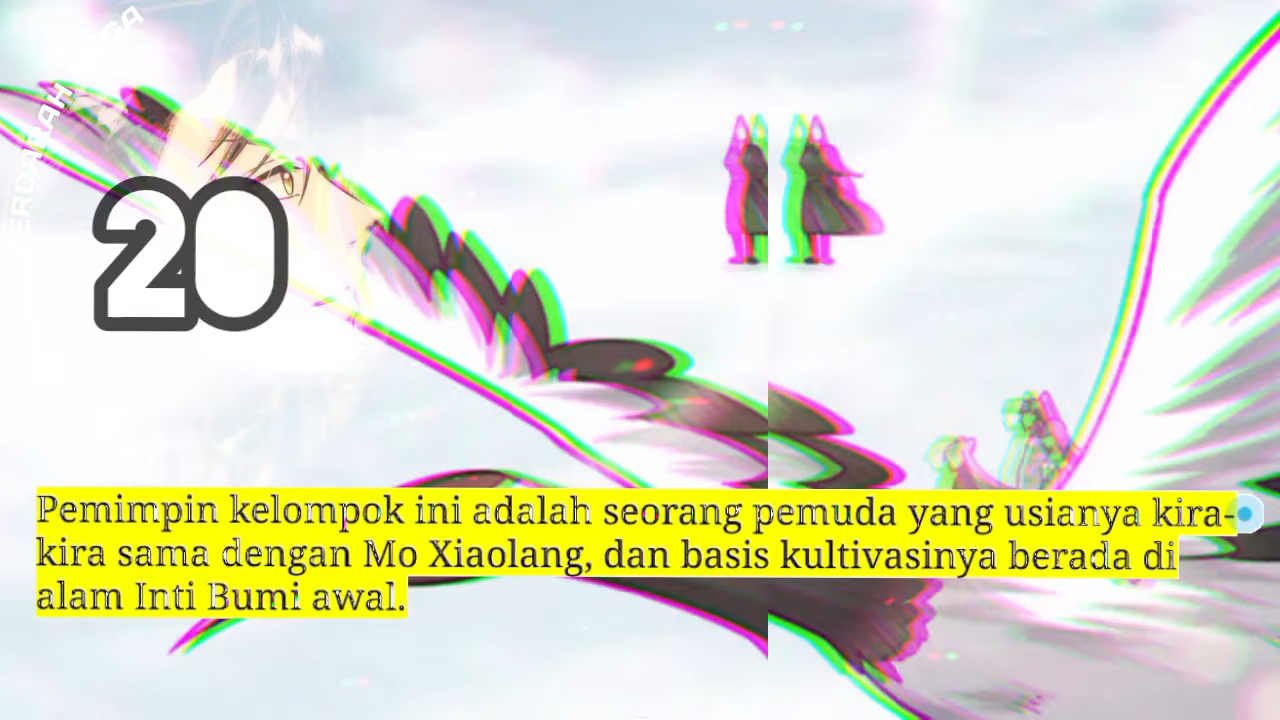 20
Pemimpin kelompok ini adalah seorang pemuda yang usianya kira-
kira sama dengan Mo Xiaolang, dan basis kultivasinya berada di
alam Inti Bumi awal.